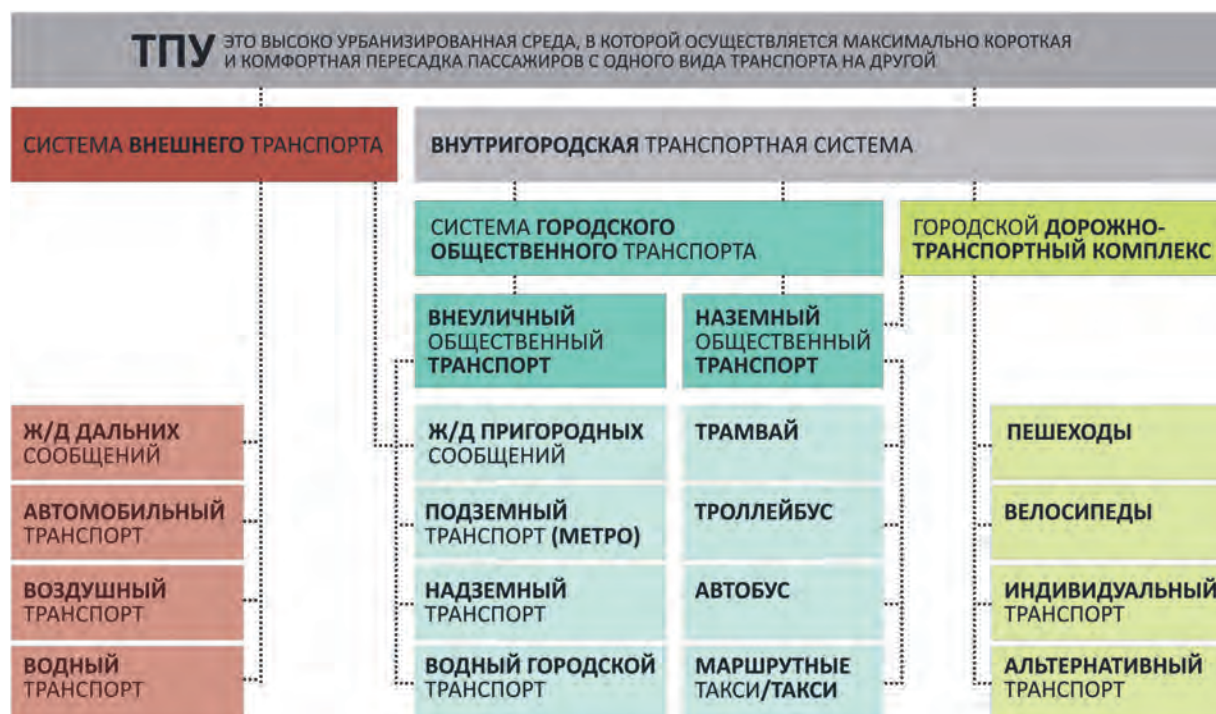 ТПУ ЭТО ВЫСОКО УРБАНИЗИРОВАННАЯ СРЕДА, В КОТОРОЙ ОСУЩЕСТВЛЯЕТСЯ МАКСИМАЛЬНО КОРОТКАЯ
И КОМФОРТНАЯ ПЕРЕСАДКА ПАССАЖИРОВ С ОДНОГО ВИДА ТРАНСПОРТА НА ДРУГОЙ
СИСТЕМА ВНЕШНЕГО ТРАНСПОРТА
ВНУТРИГОРОДСКАЯ ТРАНСПОРТНАЯ СИСТЕМА
СИСТЕМА ГОРОДСКОГО
ОБЩЕСТВЕННОГО ТРАНСПОРТА
ГОРОДСКОЙ ДОРОЖНО-
ТРАНСПОРТНЫЙ КОМПЛЕКС
ВНЕУЛИЧНЫЙ
ОБЩЕСТВЕННЫЙ
ТРАНСПОРТ
НАЗЕМНЫЙ
ОБЩЕСТВЕННЫЙ
ТРАНСПОРТ
Ж/Д ДАЛЬНИХ
СООБЩЕНИЙ
Ж/Д ПРИГОРОДНЫХ
СООБЩЕНИЙ
ТРАМВАЙ
ПЕШЕХОДЫ
АВТОМОБИЛЬНЫЙ
ТРАНСПОРТ
ПОДЗЕМНЫЙ
ТРАНСПОРТ (МЕТРО)
ТРОЛЛЕЙБУС
ВЕЛОСИПЕДЫ
ВОЗДУШНЫЙ
ТРАНСПОРТ
НАДЗЕМНЫЙ
ТРАНСПОРТ
АВТОБУС
ИНДИВИДУАЛЬНЫЙ
ТРАНСПОРТ
ВОДНЫЙ
ТРАНСПОРТ
ВОДНЫЙ ГОРОДСКОЙ
ТРАНСПОРТ
МАРШРУТНЫЕ
ТАКСИ/ТАКСИ
АЛЬТЕРНАТИВНЫЙ
ТРАНСПОРТ